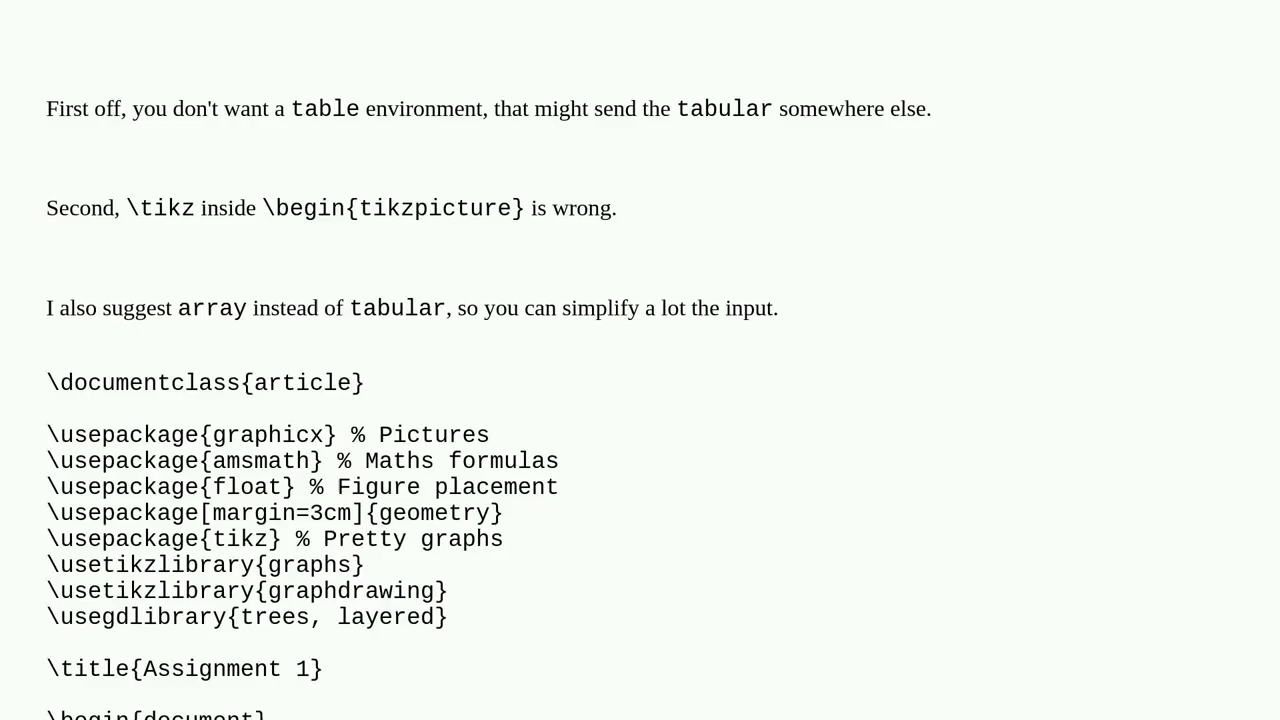 First off, you don't want a table environment, that might send the tabular somewhere else.
Second, \tikz inside \begin{tikzpicture} is wrong.
I also suggest array instead of tabular, so you can simplify a lot the input.
\documentclass{article}
\usepackage{graphicx} % Pictures
\usepackage{amsmath} % Maths formulas
\usepackage{float} % Figure placement
\usepackage[margin=3cm]{geometry}
\usepackage{tikz} % Pretty graphs
\usetikzlibrary{graphs}
\usetikzlibrary{graphdrawing}
\usegdlibrary{trees, layered}
\title{Assignment 1}
\begin{document}